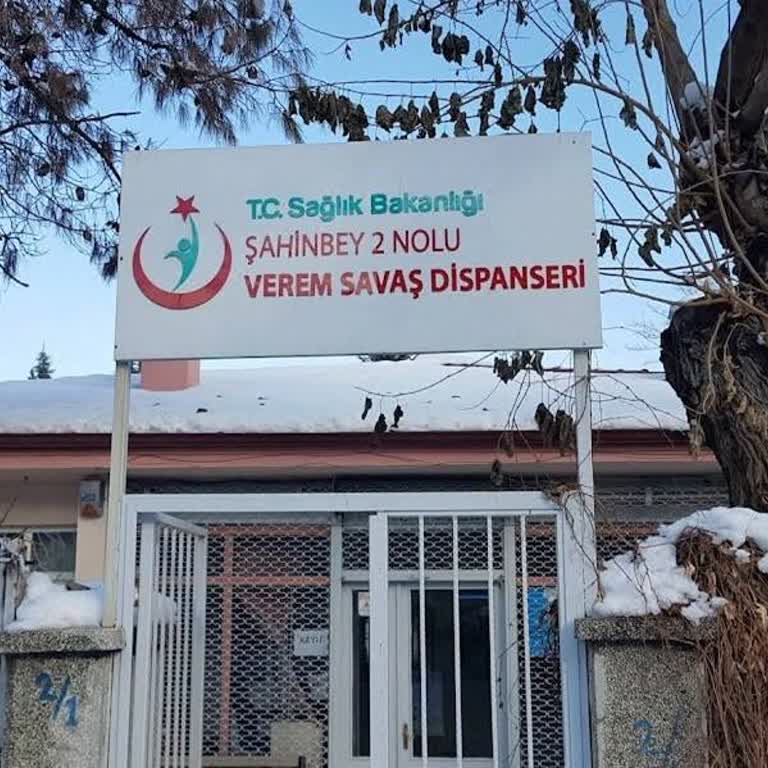 T.C. Sağlık Bakanlığı
ŞAHİNBEY 2 NOLU
VEREM SAVAŞ DİSPANSERİ
2/1